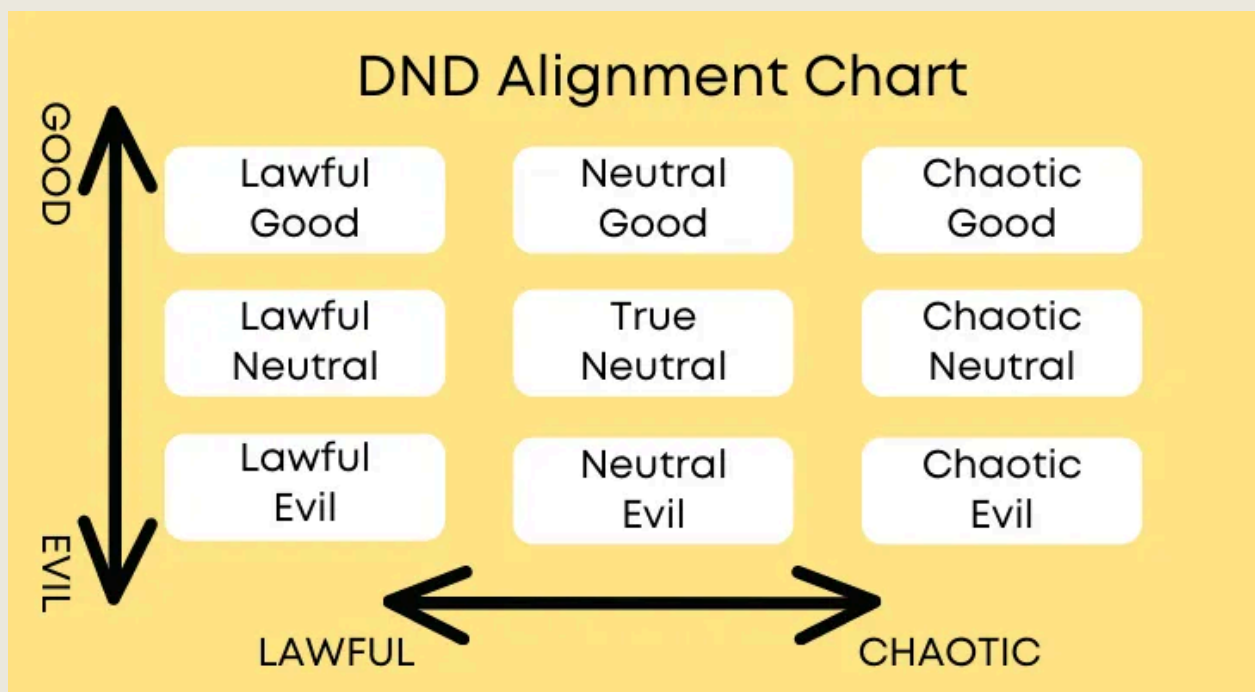 DND Alignment Chart
GOOD
Lawful
Good
Neutral
Good
Chaotic
Good
Lawful
Neutral
True
Neutral
Chaotic
Neutral
Lawful
Evil
Neutral
Evil
Chaotic
Evil
EVIL
LAWFUL
CHAOTIC